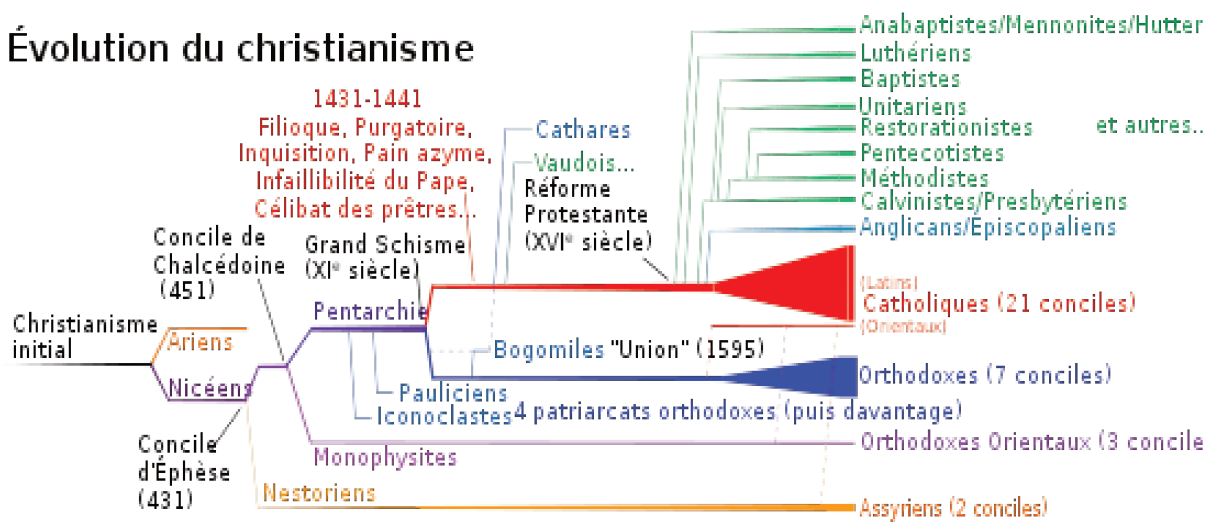 Évolution du christianisme
1431-1441
Filioque, Purgatoire,
Inquisition, Pain azyme,
Infaillibilité du Pape,
Célibat des prêtres...
Cathares
Vaudois...
Réforme
Protestante
(XVIᵉ siècle)
Grand Schisme
(XIᵉ siècle)
Concile de
Chalcédoine
(451)
Christianisme
initial
Ariens
Nicéens
Concile
d'Éphèse
(431)
Pentarchie
Bogomiles "Union" (1595)
Pauliciens
Iconoclastes
4 patriarcats orthodoxes (puis davantage)
Monophysites
Nestoriens
Anabaptistes/Mennonites/Hutter
Luthériens
Baptistes
Unitariens
Restorationistes
et autres..
Pentecotistes
Méthodistes
Calvinistes/Presbytériens
Anglicans/Épiscopaliens
(Latins)
Catholiques (21 conciles)
(Orientaux)
Orthodoxes (7 conciles)
Orthodoxes Orientaux (3 concile
Assyriens (2 conciles)